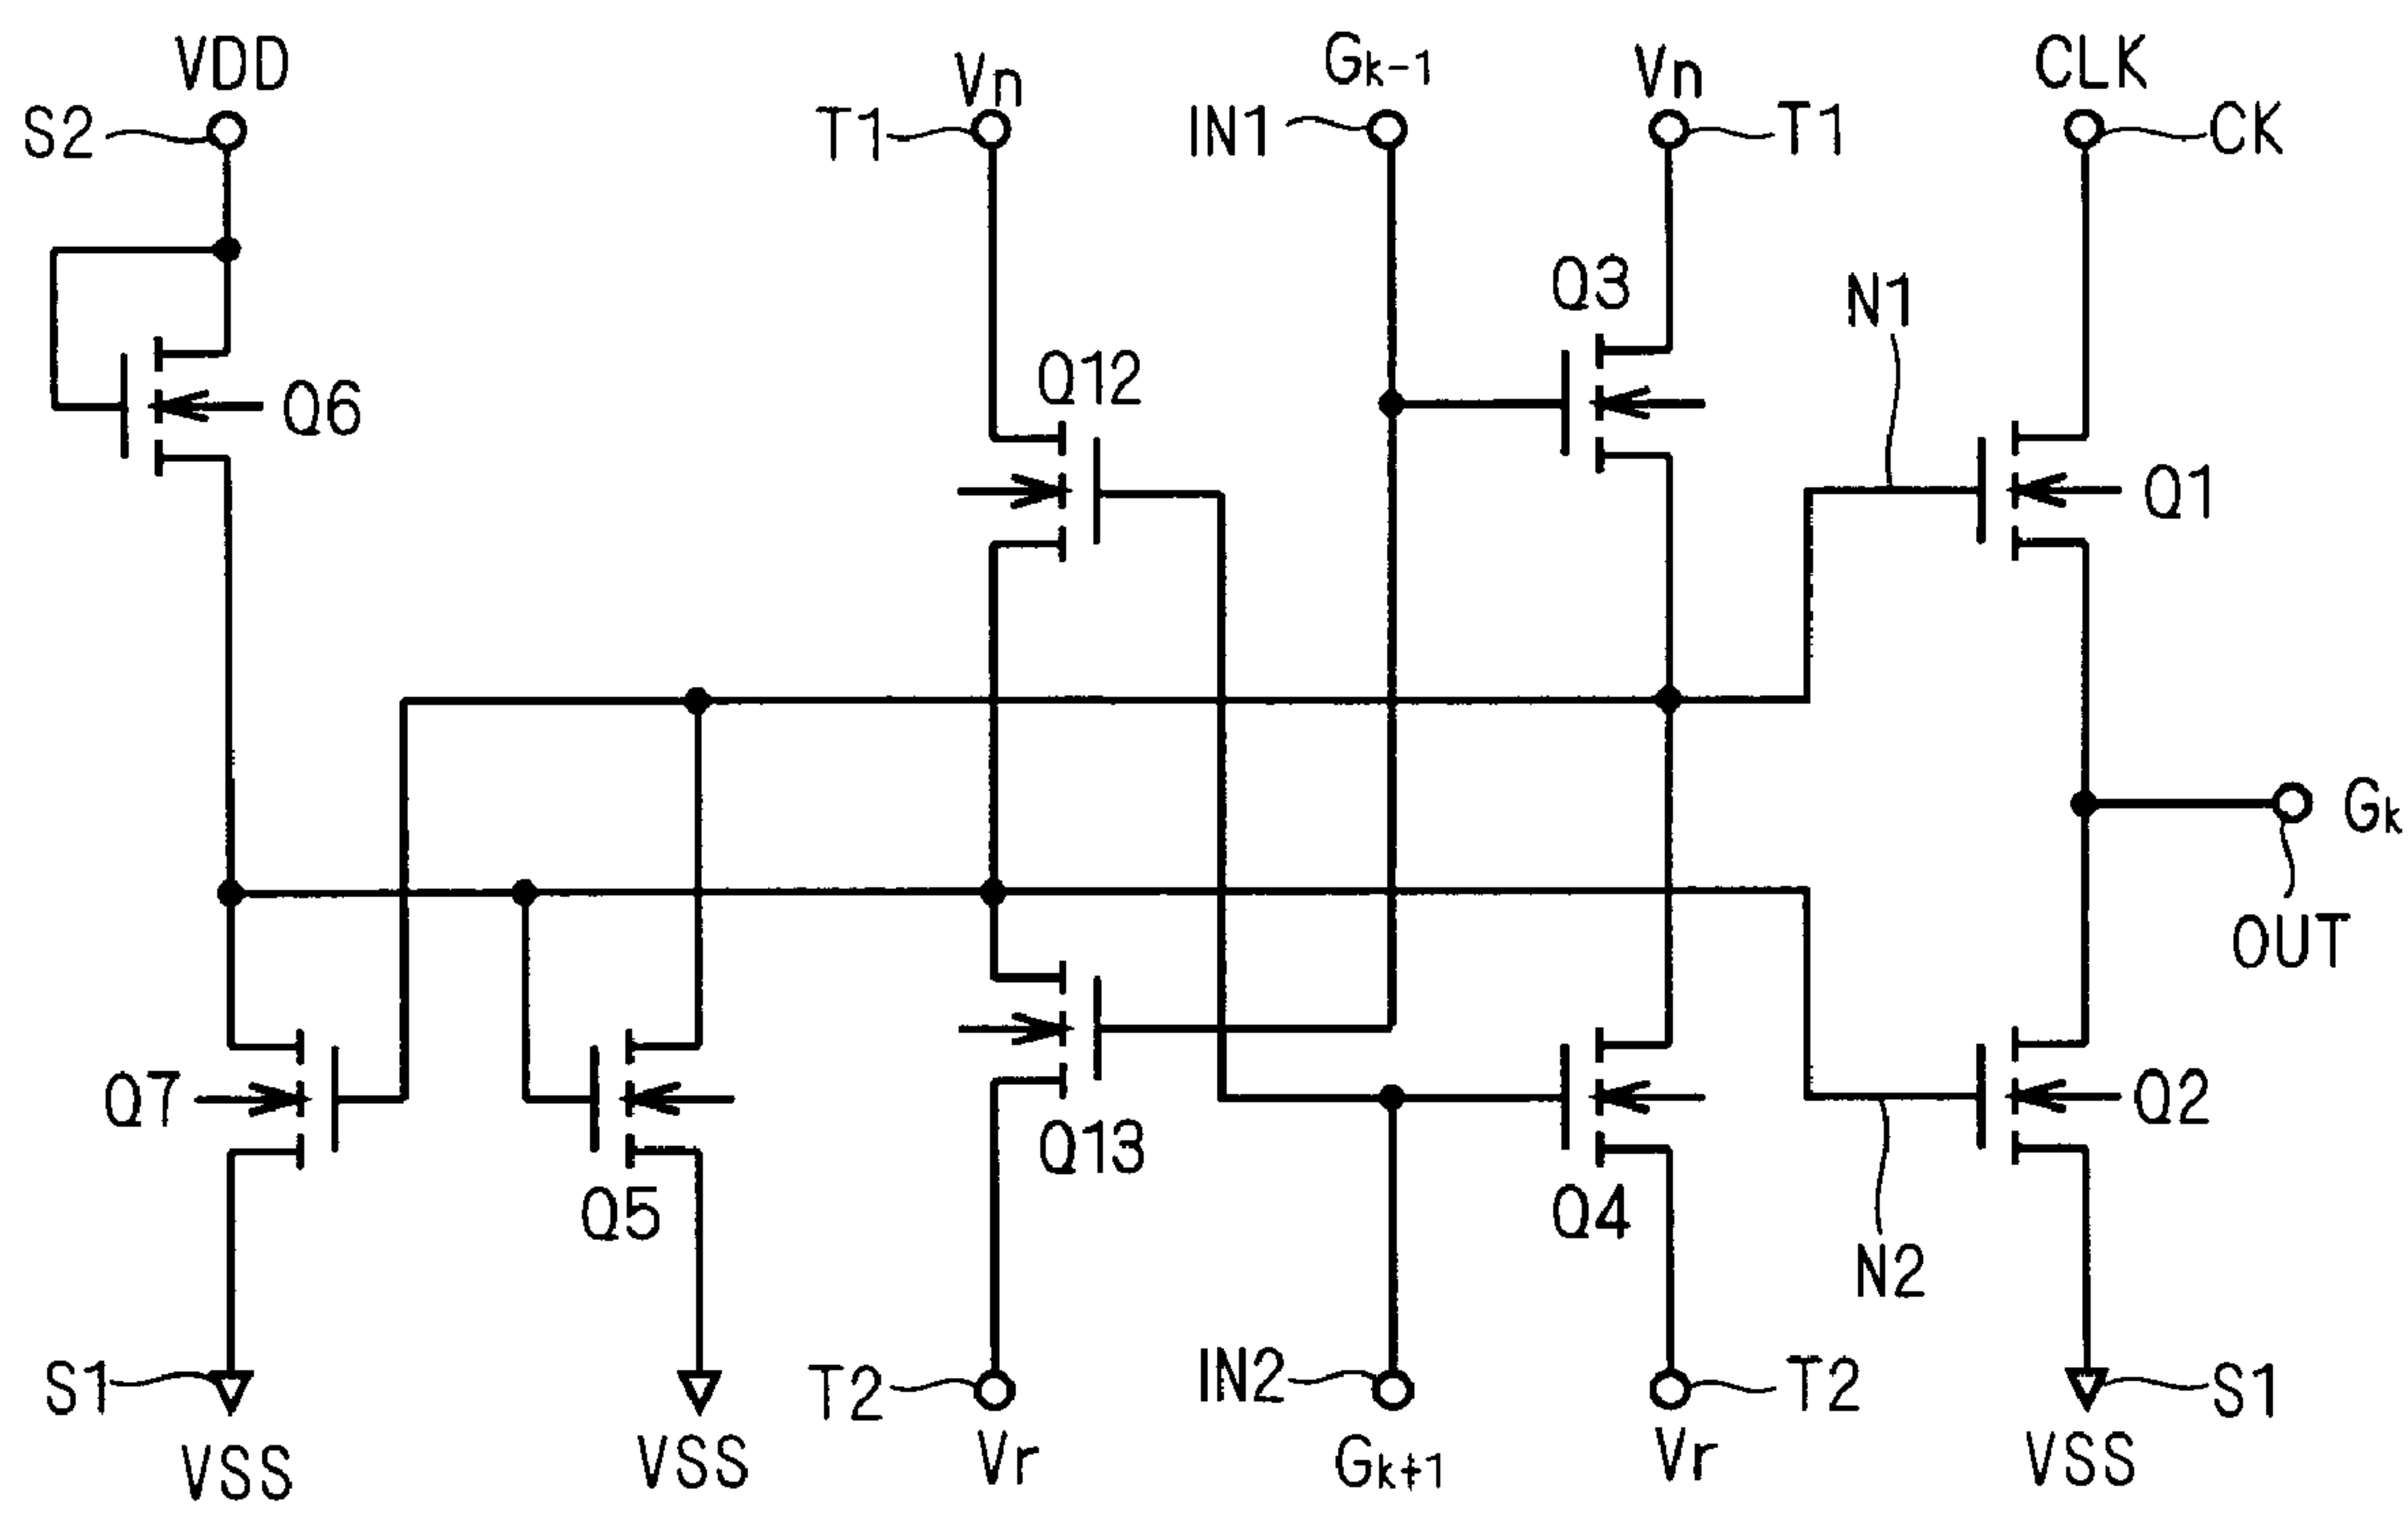 VDD
Vn
Gk-1
Vn
CLK
S2
T1
IN1
T1
CK
Q3
N1
Q12
Q6
Q1
Gk
OUT
Q7
Q2
Q13
Q5
Q4
N2
S1
T2
IN2
T2
S1
VSS
VSS
Vr
Gk+1
Vr
VSS